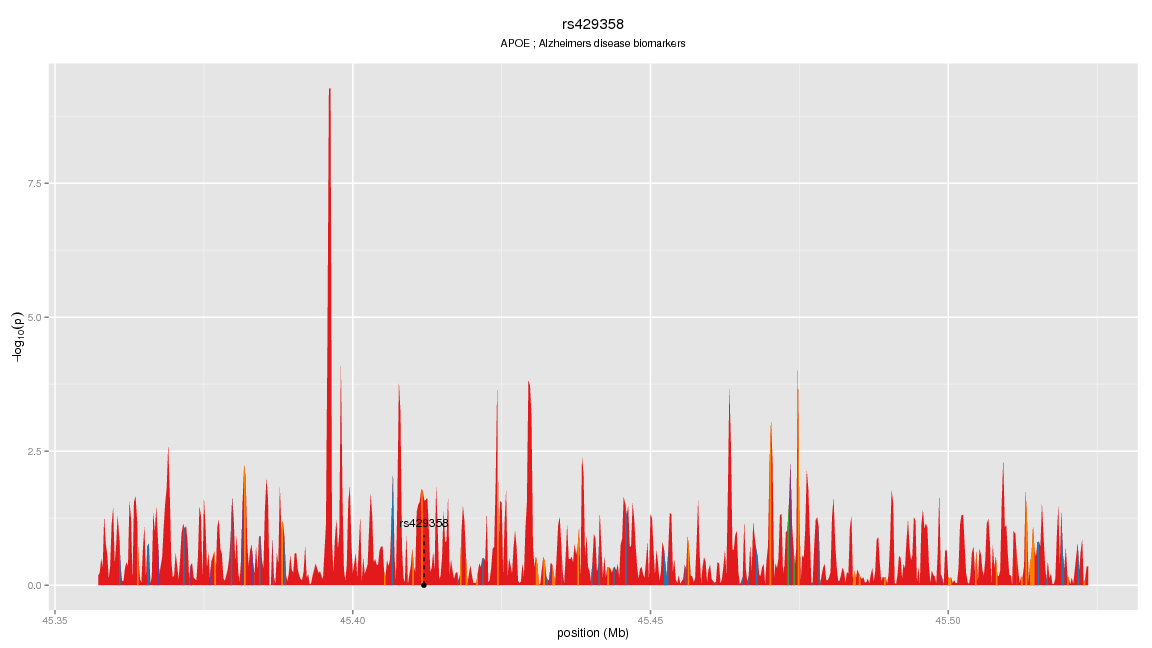 rs429358
APOE ; Alzheimers disease biomarkers
−log10(p)
7.5
5.0
2.5
0.0
rs429358
45.35
45.40
45.45
45.50
position (Mb)